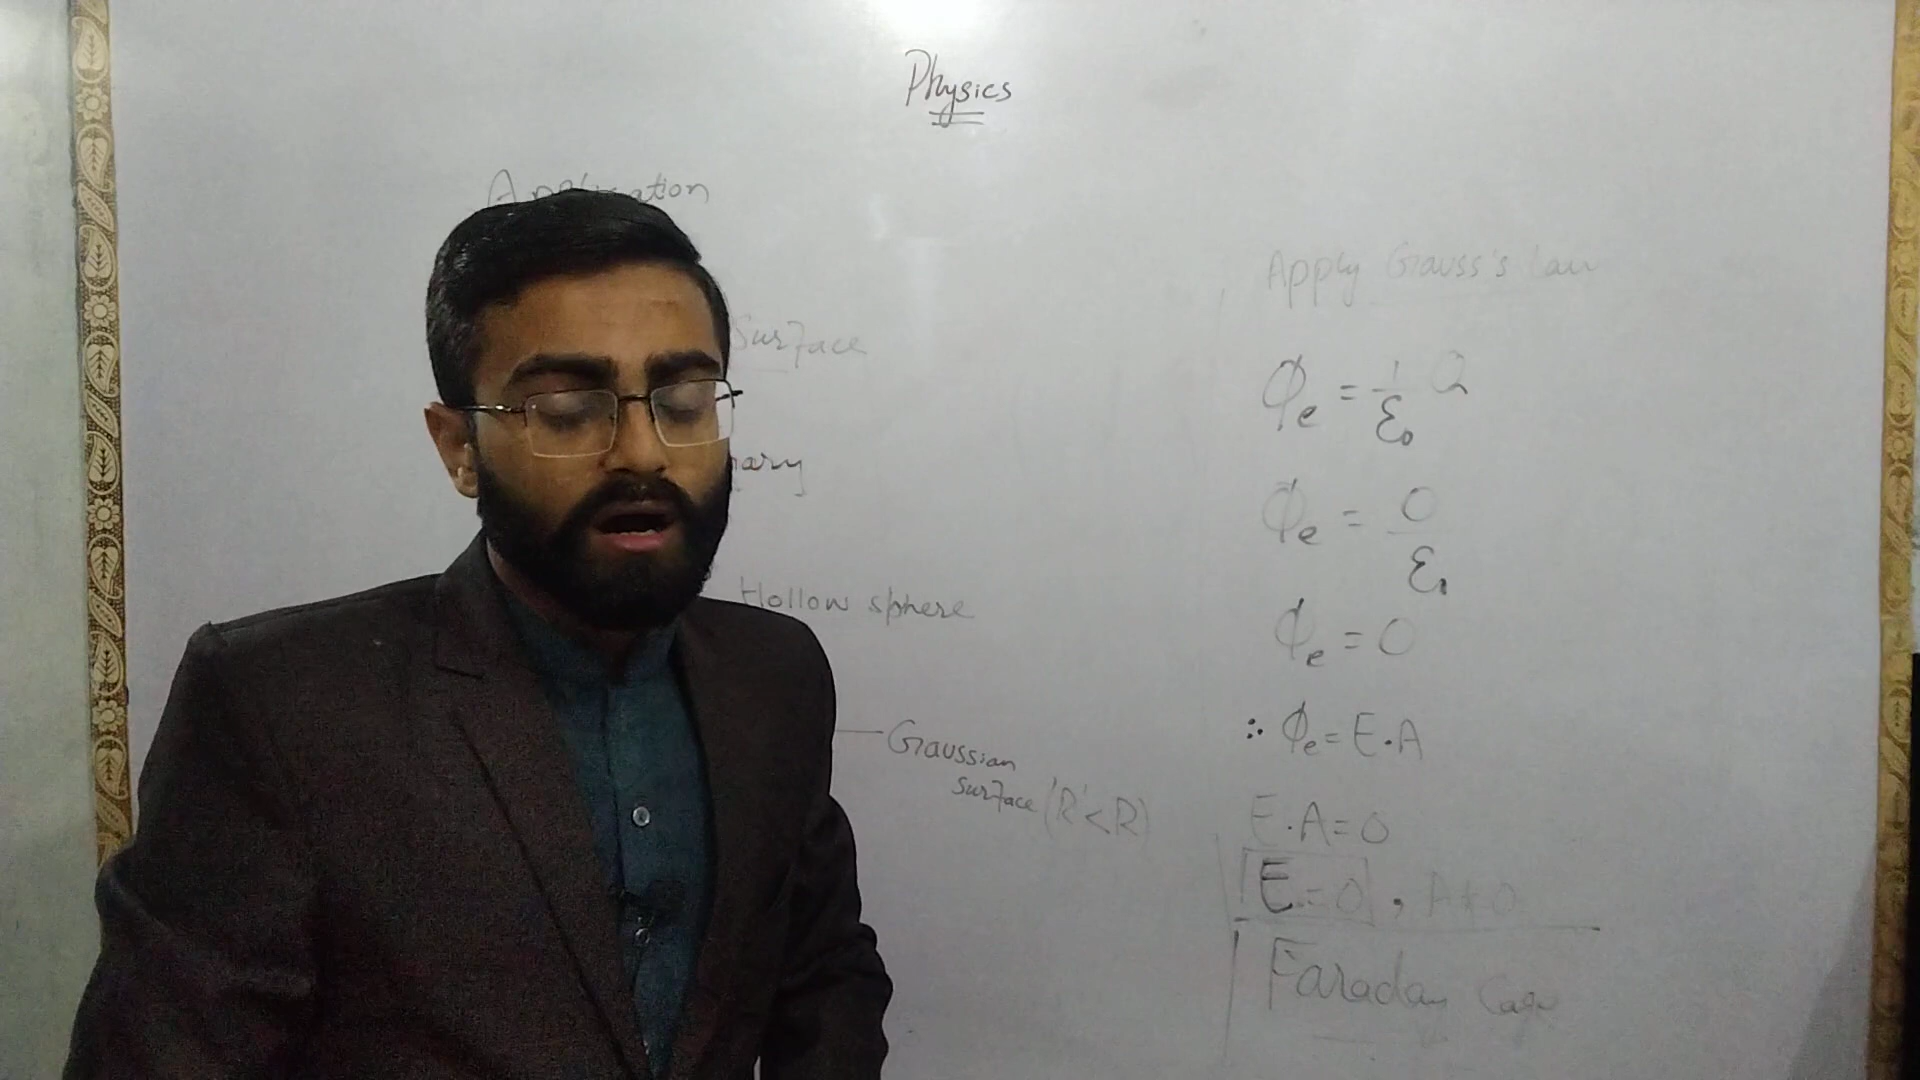 Physics
Application
Surface
Hollow sphere
Gaussian
surface (R'<R)
Apply Gauss's law
ϕe = 1/ε₀ Q
ϕe = 0/ε₀
ϕe = 0
∴ ϕe = E.A
E.A = 0
E = 0, A ≠ 0
Faraday Cage